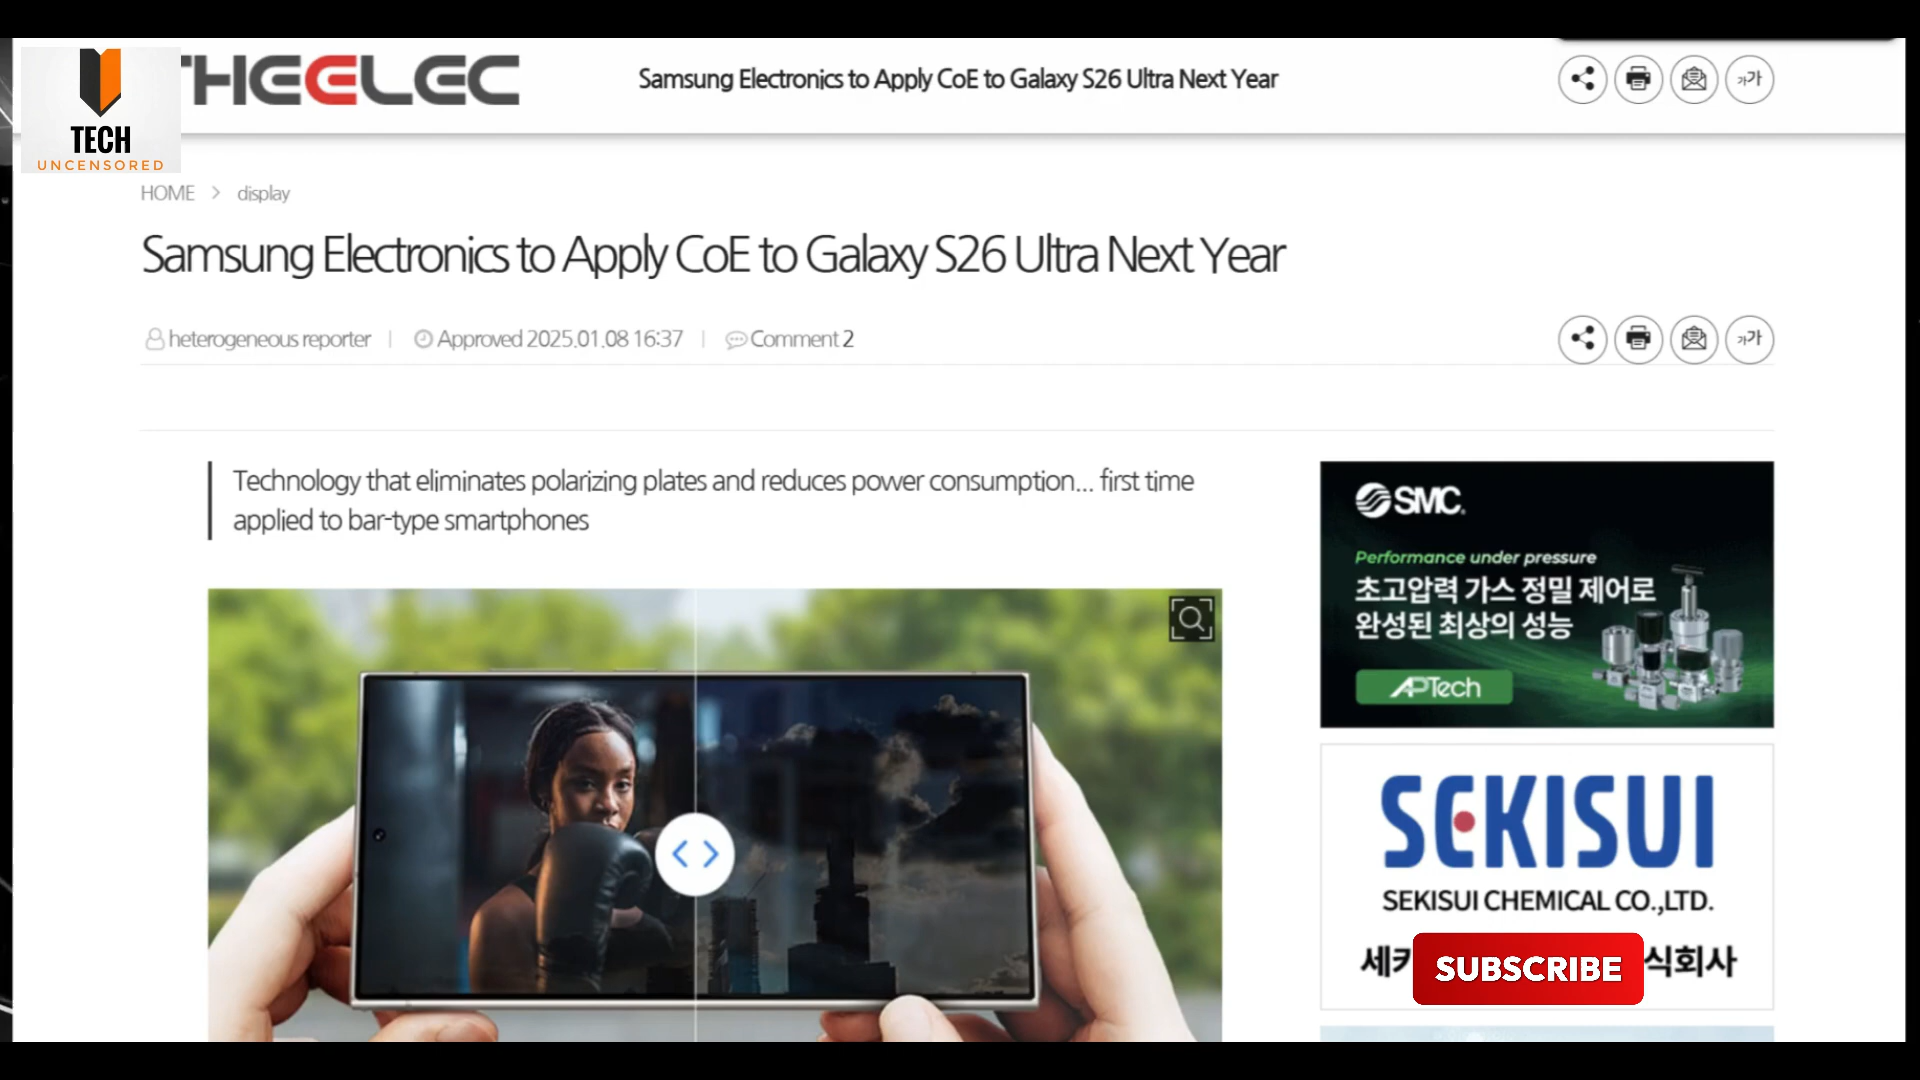 TECH
UNCENSORED
THEELEC
Samsung Electronics to Apply CoE to Galaxy S26 Ultra Next Year
가가
HOME > display
Samsung Electronics to Apply CoE to Galaxy S26 Ultra Next Year
heterogeneous reporter | Approved 2025.01.08 16:37 | Comment 2
가가
Technology that eliminates polarizing plates and reduces power consumption... first time
applied to bar-type smartphones
SMC.
Performance under pressure
초고압력 가스 정밀 제어로
완성된 최상의 성능
APTech
SEKISUI
SEKISUI CHEMICAL CO.,LTD.
세키 식회사
SUBSCRIBE